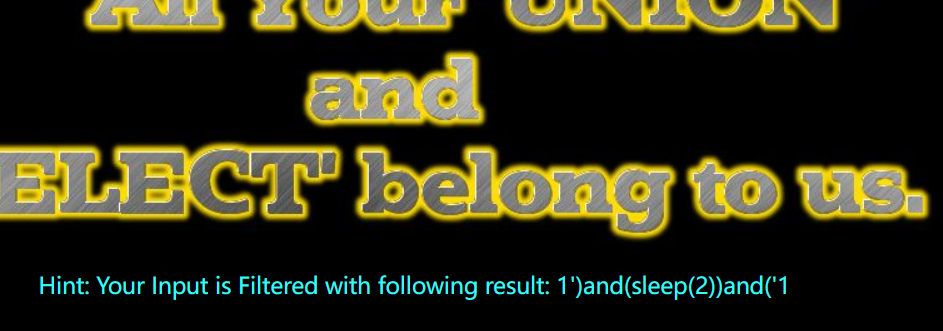 All Your 'UNION
and
ELECT' belong to us.
Hint: Your Input is Filtered with following result: 1')and(sleep(2))and('1